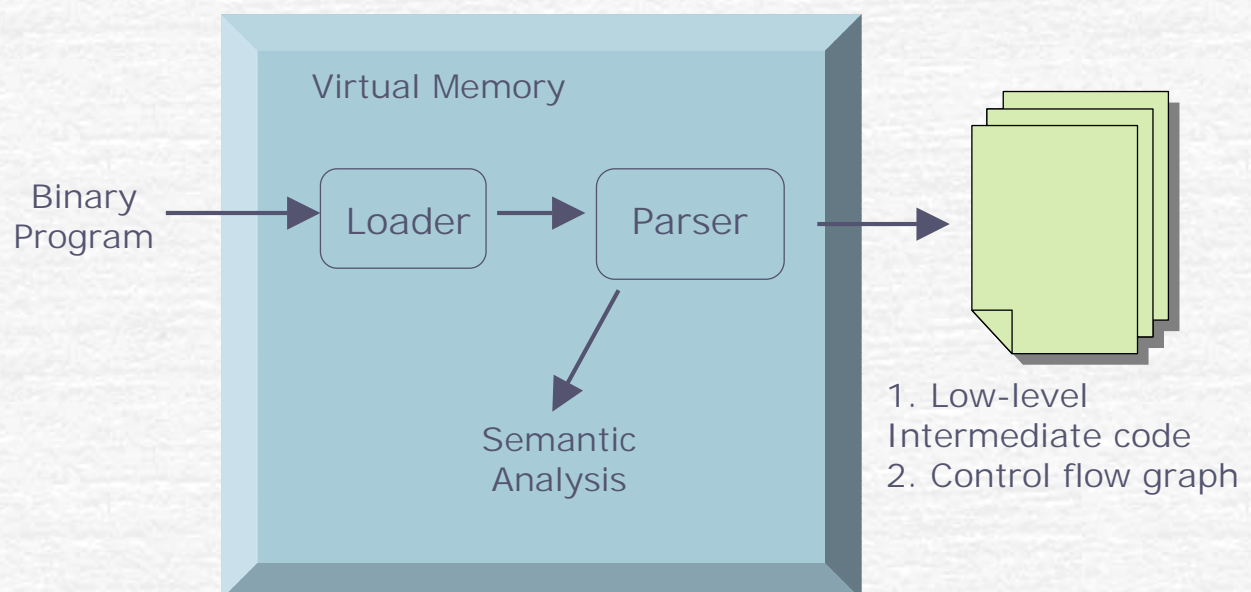 Virtual Memory
Binary
Program
Loader
Parser
Semantic
Analysis
1. Low-level
Intermediate code
2. Control flow graph